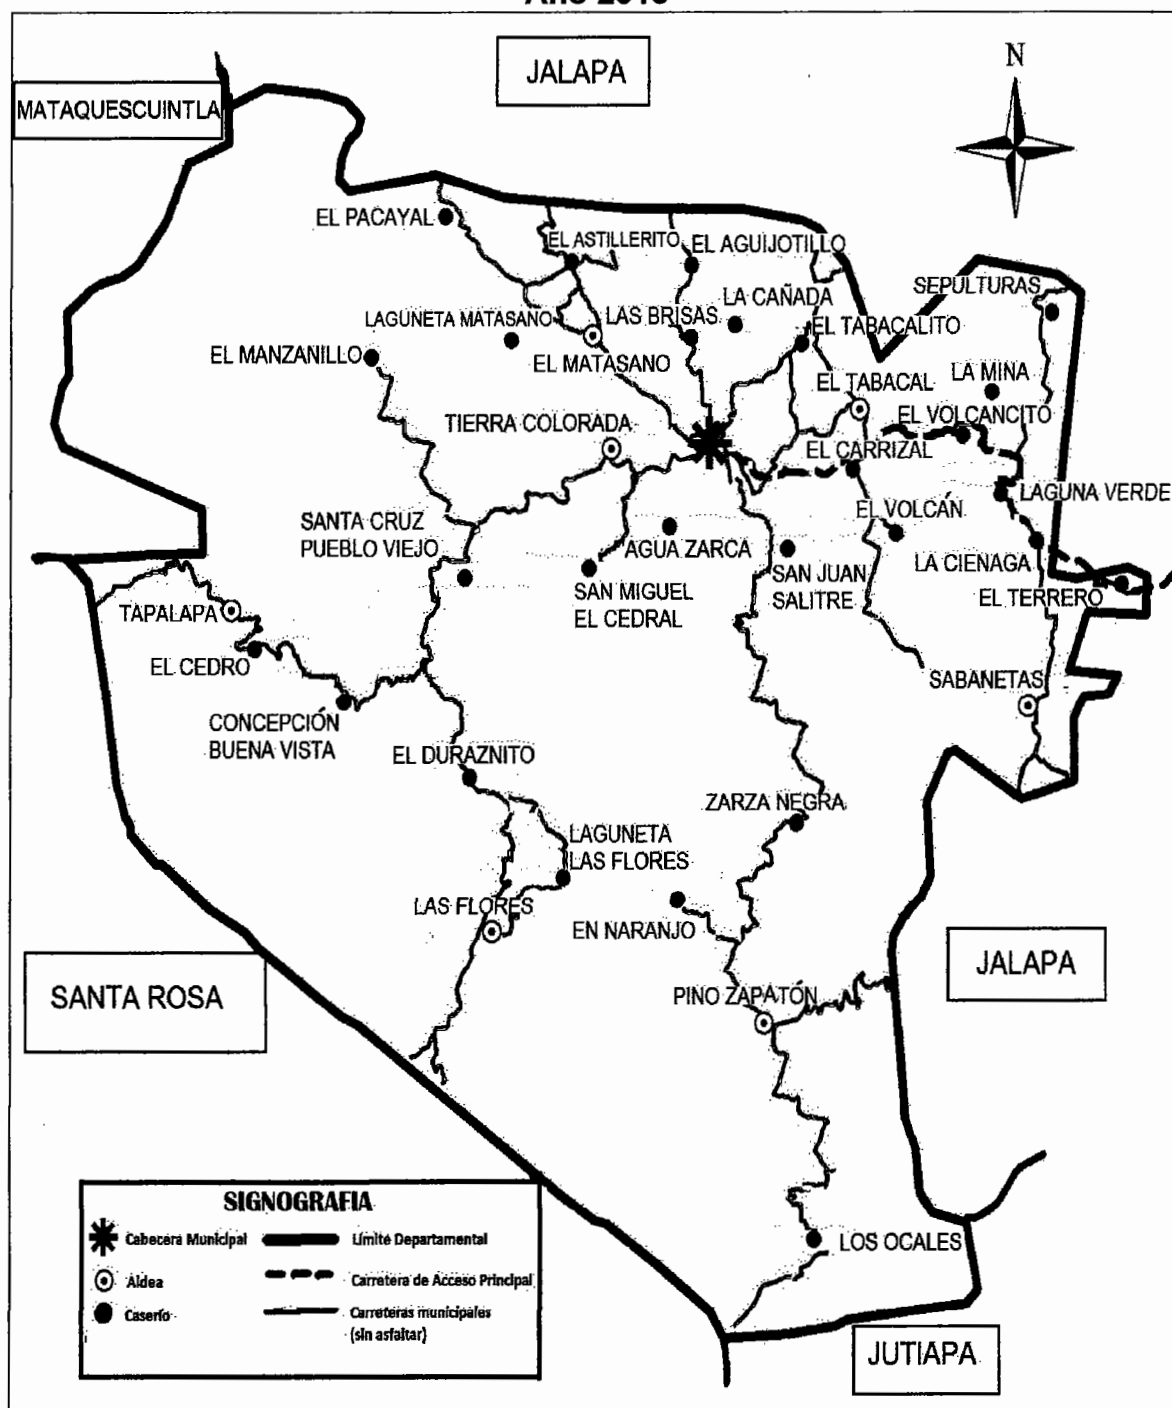 JALAPA
N
MATAQUESCUINTLA
EL PACAYAL
EL ASTILLERITO
EL AGUIJOTILLO
SEPULTURAS
LA CAÑADA
LAGUNETA MATASANO
LAS BRISAS
EL TABACALITO
EL MANZANILLO
EL MATASANO
EL TABACAL
LA MINA
TIERRA COLORADA
EL VOLCANCITO
EL CARRIZAL
LAGUNA VERDE
SANTA CRUZ
PUEBLO VIEJO
EL VOLCÁN
AGUA ZARCA
LA CIENAGA
SAN MIGUEL
EL CEDRAL
SAN JUAN
SALITRE
EL TERRERO
TAPALAPA
EL CEDRO
SABANETAS
CONCEPCIÓN
BUENA VISTA
EL DURAZNITO
ZARZA NEGRA
LAGUNETA
LAS FLORES
LAS FLORES
EN NARANJO
JALAPA
SANTA ROSA
PINO ZAPATÓN
LOS OCALES
SIGNOGRAFIA
Cabecera Municipal
Límite Departamental
Aldea
Carretera de Acceso Principal
Caserío
Carreteras municipales
(sin asfaltar)
JUTIAPA